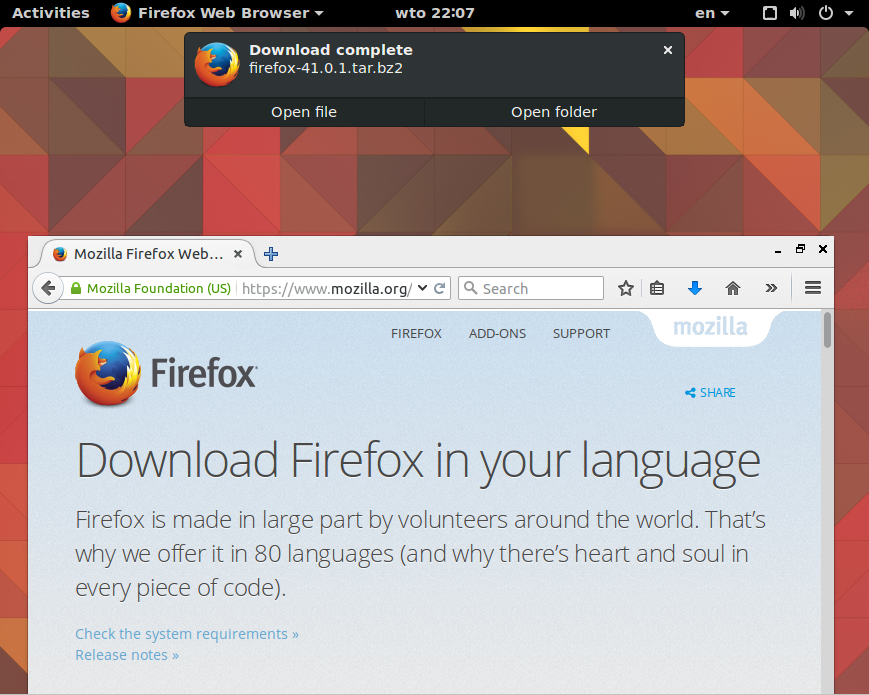 Activities Firefox Web Browser wto 22:07 en
Download complete
firefox-41.0.1.tar.bz2
Open file Open folder
Mozilla Firefox Web...
Mozilla Foundation (US) https://www.mozilla.org/ Search
FIREFOX ADD-ONS SUPPORT mozilla
Firefox
SHARE
Download Firefox in your language
Firefox is made in large part by volunteers around the world. That’s
why we offer it in 80 languages (and why there’s heart and soul in
every piece of code).
Check the system requirements »
Release notes »